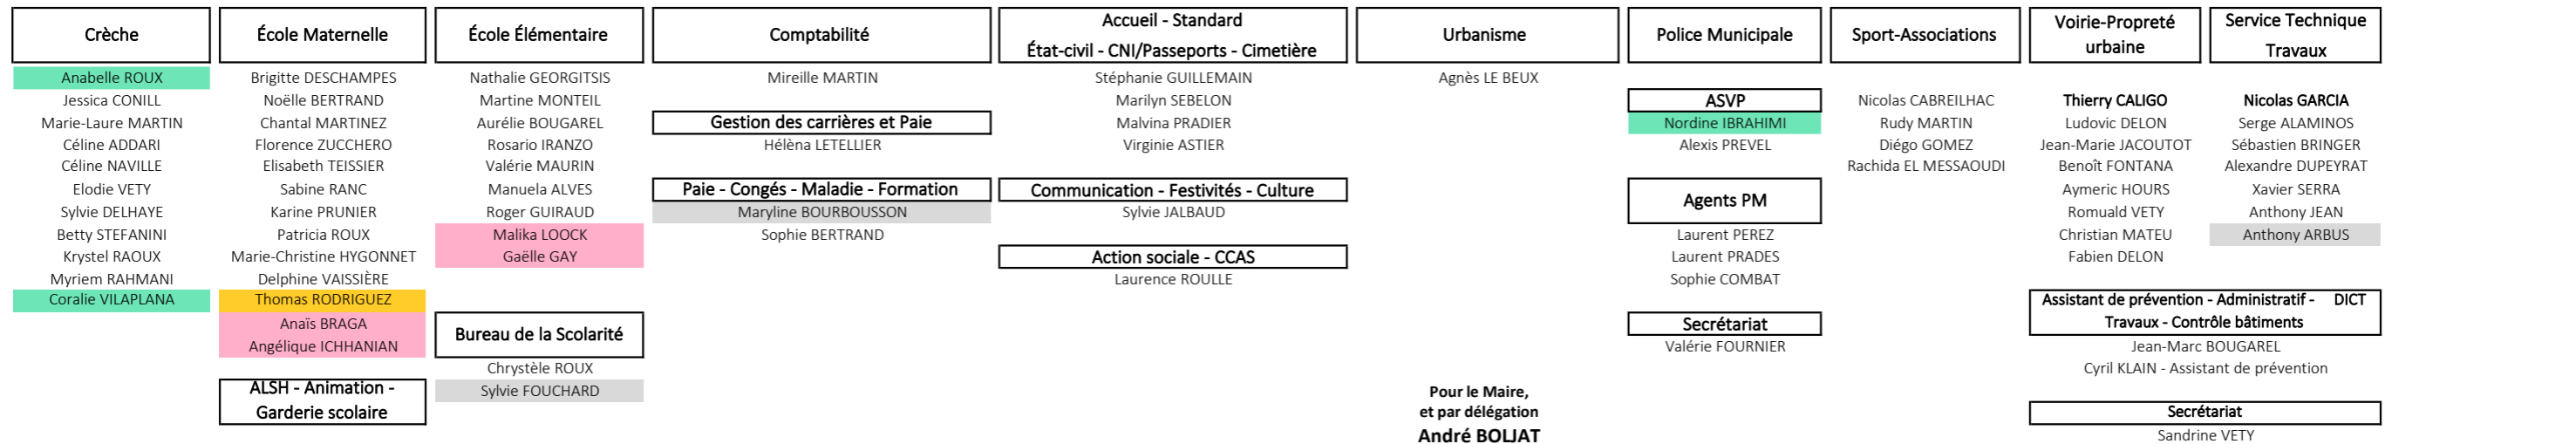 Crèche
Anabelle ROUX
Jessica CONILL
Marie-Laure MARTIN
Céline ADDARI
Céline NAVILLE
Elodie VETY
Sylvie DELHAYE
Betty STEFANINI
Krystel RAOUX
Myriem RAHMANI
Coralie VILAPLANA
École Maternelle
Brigitte DESCHAMPES
Noëlle BERTRAND
Chantal MARTINEZ
Florence ZUCCHERO
Elisabeth TEISSIER
Sabine RANC
Karine PRUNIER
Patricia ROUX
Marie-Christine HYGONNET
Delphine VAISSIÈRE
Thomas RODRIGUEZ
Anaïs BRAGA
Angélique ICHHANIAN
ALSH - Animation -
Garderie scolaire
École Élémentaire
Nathalie GEORGITSIS
Martine MONTEIL
Aurélie BOUGAREL
Rosario IRANZO
Valérie MAURIN
Manuela ALVES
Roger GUIRAUD
Malika LOOCK
Gaëlle GAY
Bureau de la Scolarité
Chrystèle ROUX
Sylvie FOUCHARD
Comptabilité
Mireille MARTIN
Gestion des carrières et Paie
Hélèna LETELLIER
Paie - Congés - Maladie - Formation
Maryline BOURBOUSSON
Sophie BERTRAND
Accueil - Standard
État-civil - CNI/Passeports - Cimetière
Stéphanie GUILLEMAIN
Marilyn SEBELON
Malvina PRADIER
Virginie ASTIER
Communication - Festivités - Culture
Sylvie JALBAUD
Action sociale - CCAS
Laurence ROULLE
Urbanisme
Agnès LE BEUX
Pour le Maire,
et par délégation
André BOLJAT
Police Municipale
ASVP
Nordine IBRAHIMI
Alexis PREVEL
Agents PM
Laurent PEREZ
Laurent PRADES
Sophie COMBAT
Secrétariat
Valérie FOURNIER
Sport-Associations
Nicolas CABREILHAC
Rudy MARTIN
Diégo GOMEZ
Rachida EL MESSAOUDI
Voirie-Propreté
urbaine
Thierry CALIGO
Ludovic DELON
Jean-Marie JACOUTOT
Benoît FONTANA
Aymeric HOURS
Romuald VETY
Christian MATEU
Fabien DELON
Service Technique
Travaux
Nicolas GARCIA
Serge ALAMINOS
Sébastien BRINGER
Alexandre DUPEYRAT
Xavier SERRA
Anthony JEAN
Anthony ARBUS
Assistant de prévention - Administratif - DICT
Travaux - Contrôle bâtiments
Jean-Marc BOUGAREL
Cyril KLAIN - Assistant de prévention
Secrétariat
Sandrine VETY